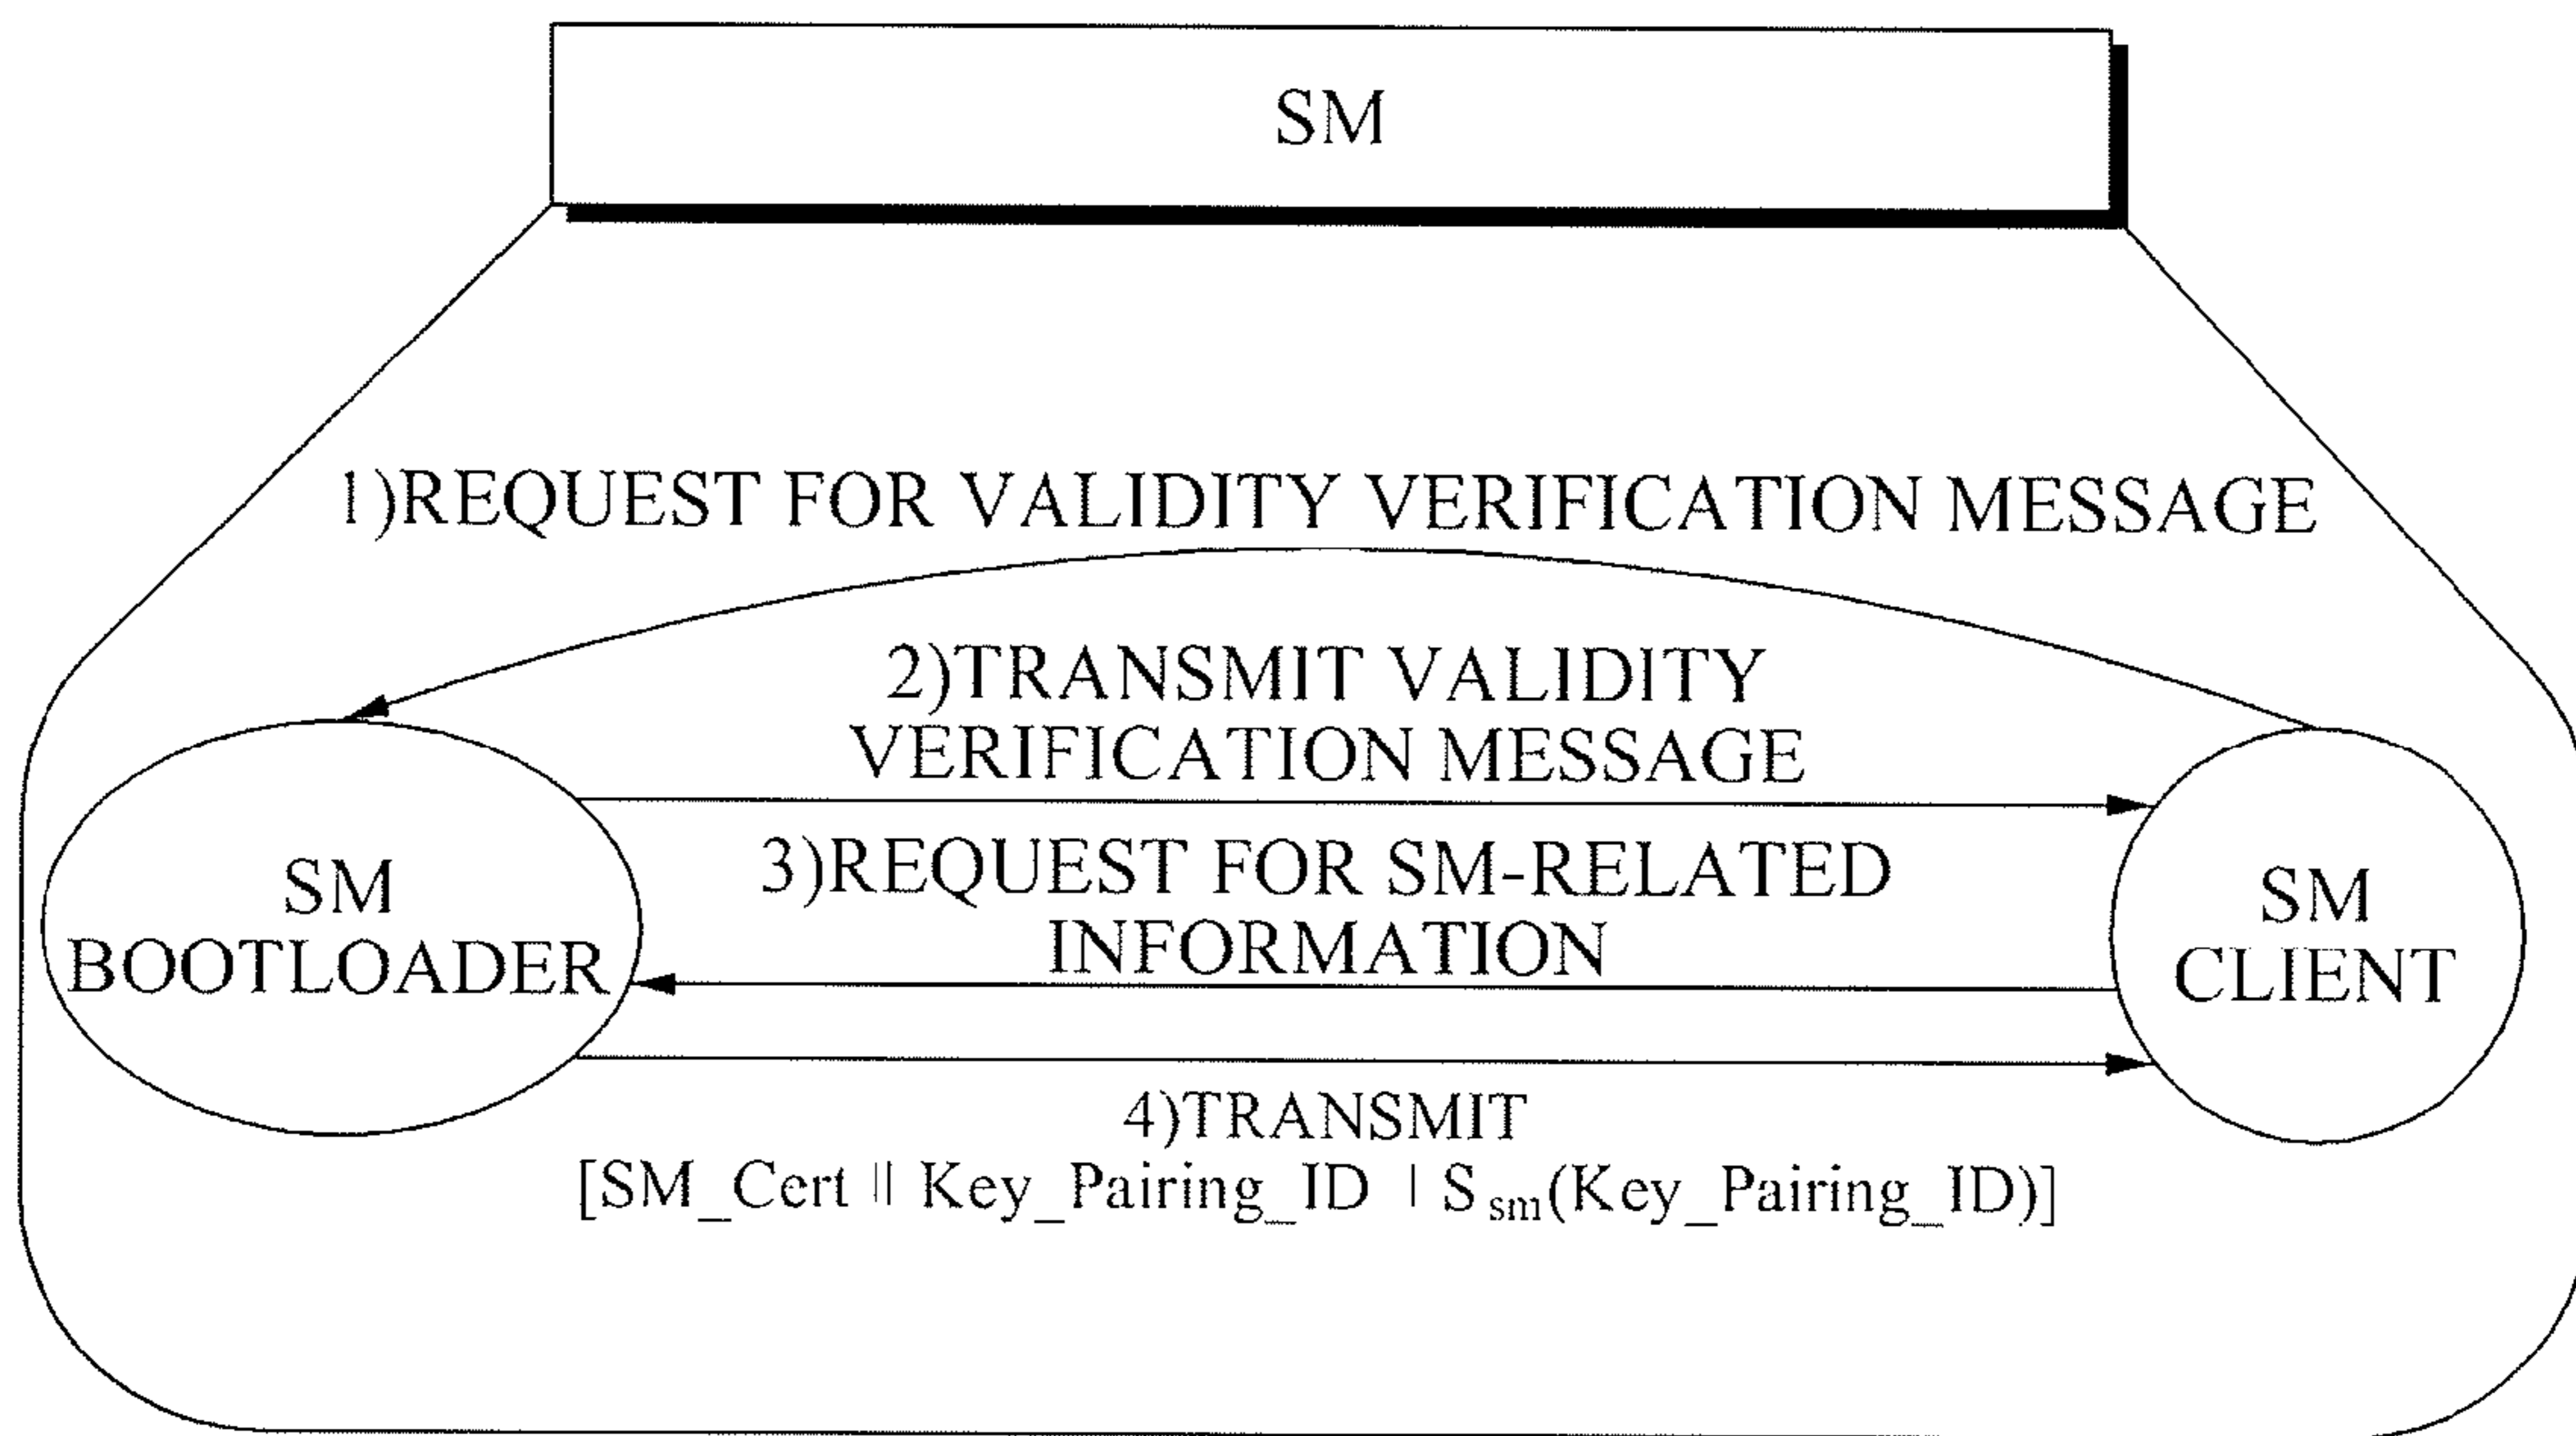 SM
1)REQUEST FOR VALIDITY VERIFICATION MESSAGE
2)TRANSMIT VALIDITY
VERIFICATION MESSAGE
3)REQUEST FOR SM-RELATED
INFORMATION
SM
BOOTLOADER
SM
CLIENT
4)TRANSMIT
[SM_Cert || Key_Pairing_ID | S sm(Key_Pairing_ID)]